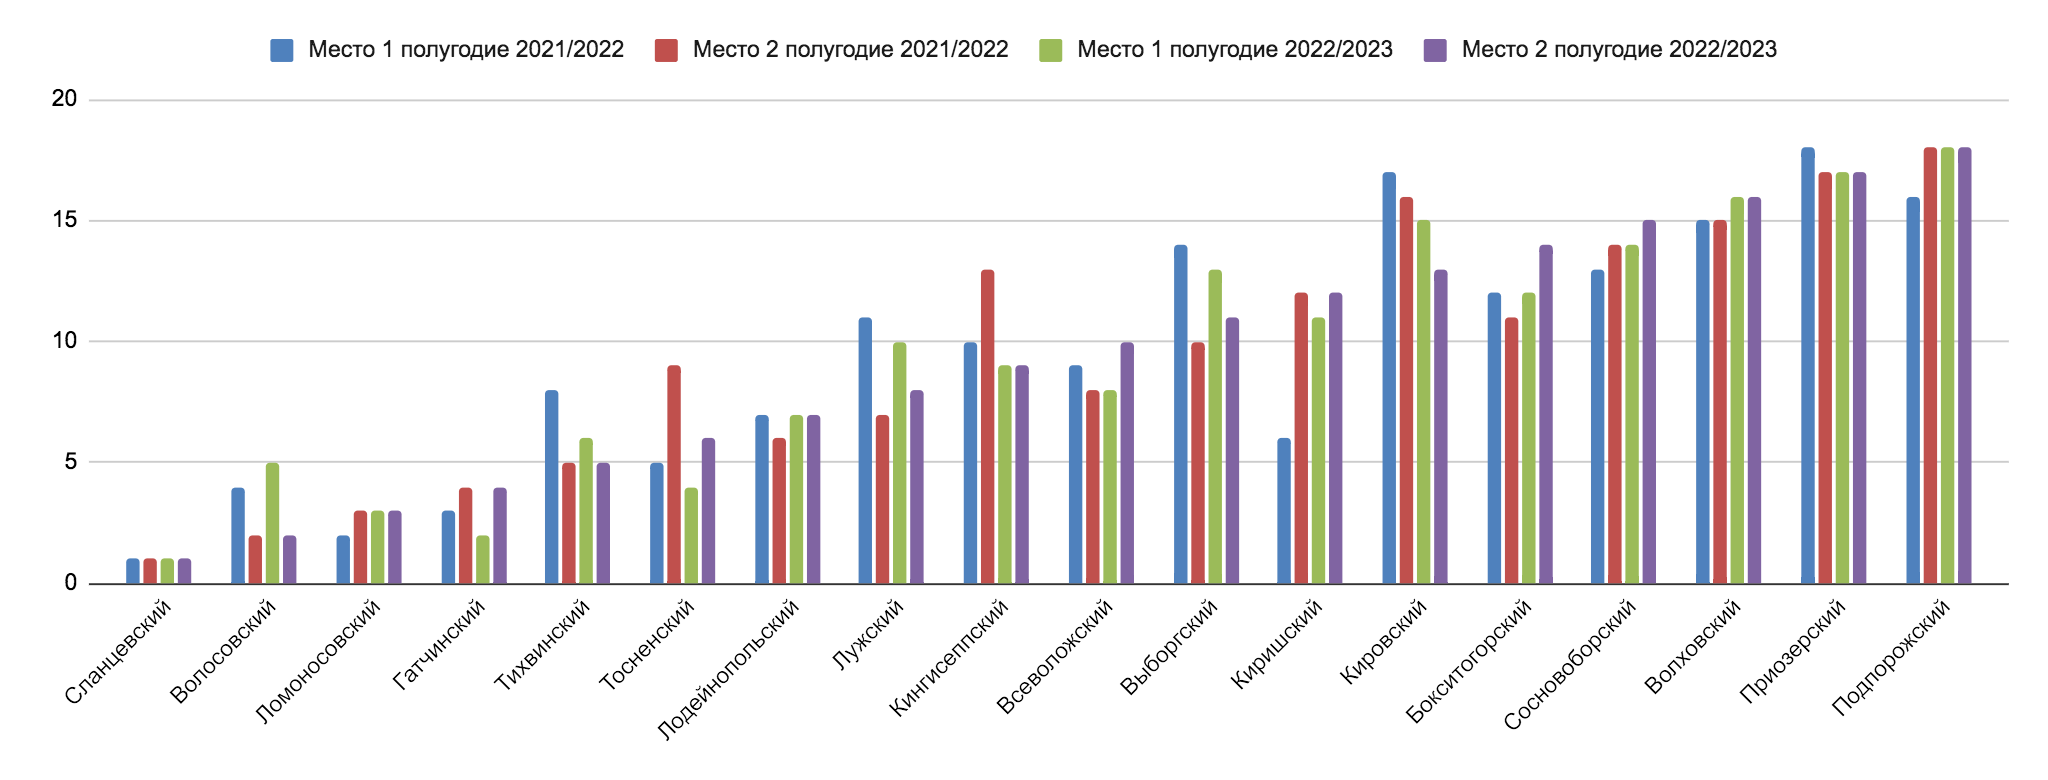 Место 1 полугодие 2021/2022 Место 2 полугодие 2021/2022 Место 1 полугодие 2022/2023 Место 2 полугодие 2022/2023
20
15
10
5
0
Сланцевский
Волосовский
Ломоносовский
Гатчинский
Тихвинский
Тосненский
Лодейнопольский
Лужский
Кингисеппский
Всеволожский
Выборгский
Киришский
Кировский
Бокситогорский
Сосновоборский
Волховский
Приозерский
Подпорожский